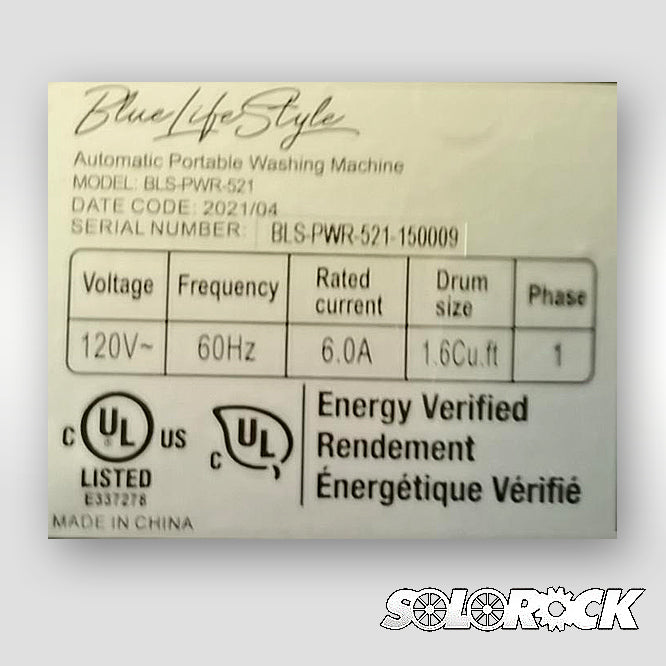 BlueLifeStyle
Automatic Portable Washing Machine
MODEL: BLS-PWR-521
DATE CODE: 2021/04
SERIAL NUMBER: BLS-PWR-521-150009
Voltage Frequency Rated current Drum size Phase
120V~ 60Hz 6.0A 1.6Cu.ft 1
C UL US
LISTED
E337278
C UL
Energy Verified
Rendement
Énergétique Vérifié
MADE IN CHINA
SOLOROCK